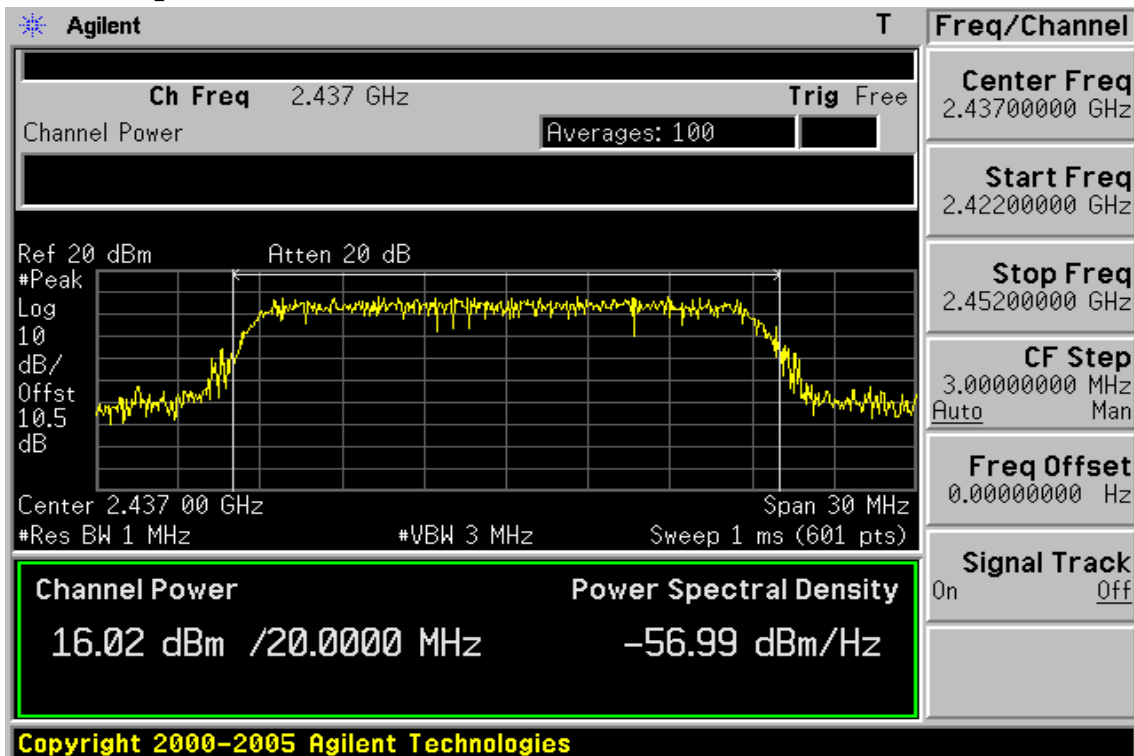 Agilent
T
Freq/Channel
Ch Freq 2.437 GHz
Trig Free
Channel Power
Averages: 100
Ref 20 dBm
Atten 20 dB
#Peak
Log
10
dB/
Offst
10.5
dB
Center 2.437 00 GHz
Span 30 MHz
#Res BW 1 MHz
#VBW 3 MHz
Sweep 1 ms (601 pts)
Channel Power
Power Spectral Density
16.02 dBm /20.0000 MHz
-56.99 dBm/Hz
Center Freq
2.43700000 GHz
Start Freq
2.42200000 GHz
Stop Freq
2.45200000 GHz
CF Step
3.00000000 MHz
Auto Man
Freq Offset
0.00000000 Hz
Signal Track
On Off
Copyright 2000-2005 Agilent Technologies